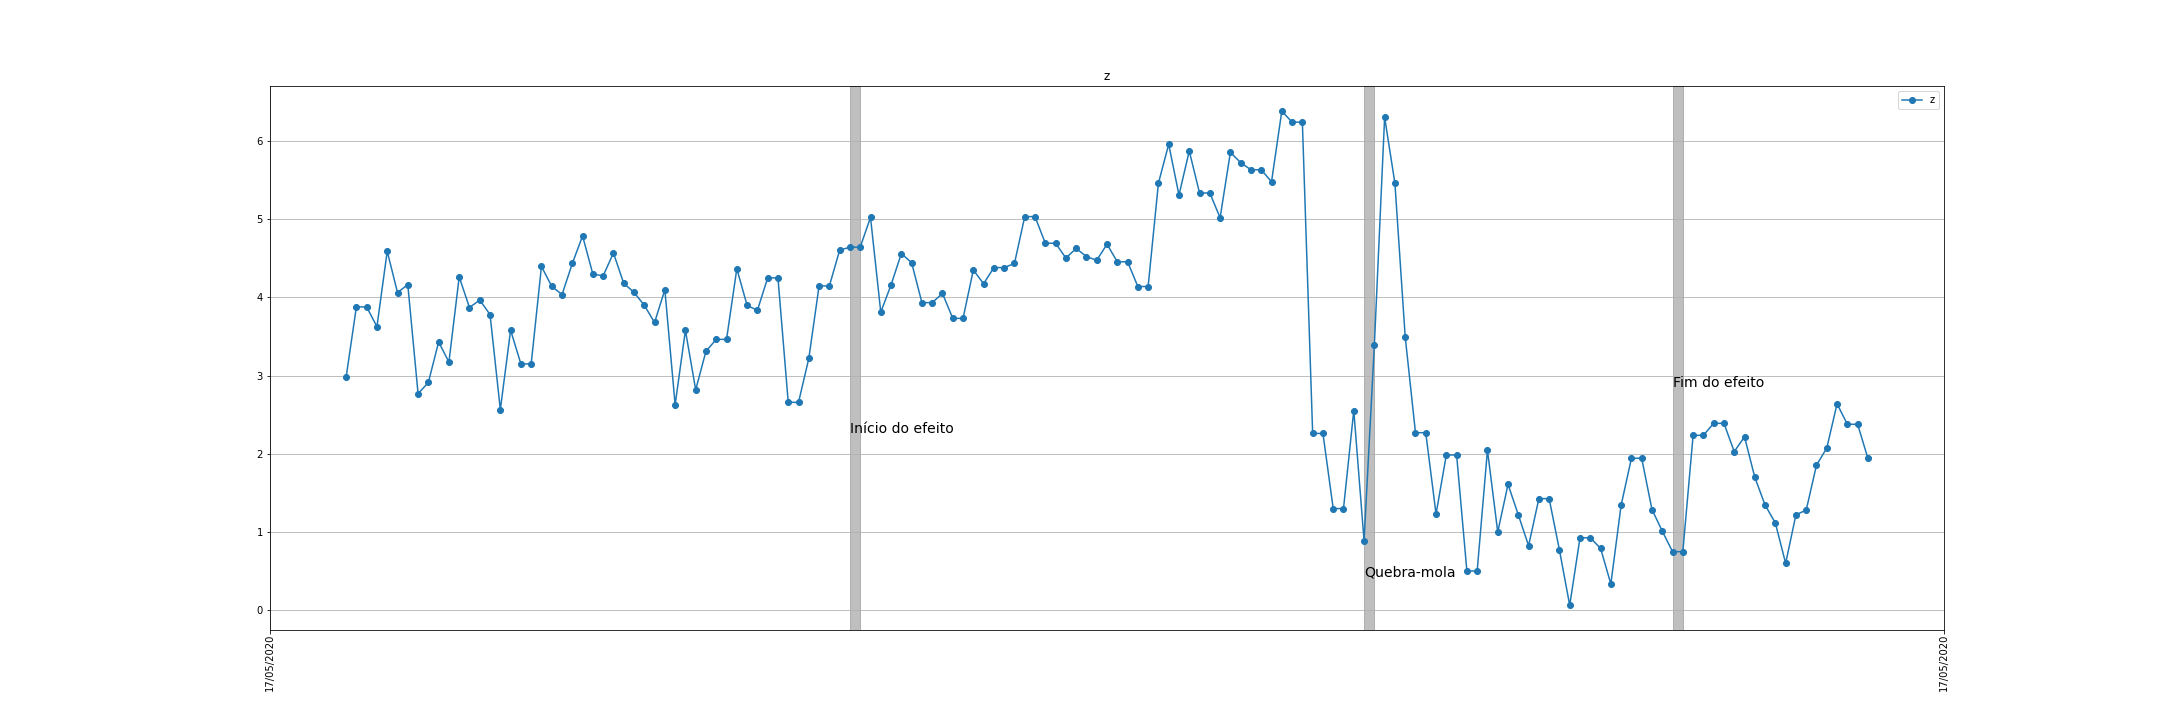 z
z
6
5
4
3
Fim do efeito
Início do efeito
2
1
Quebra-mola
0
17/05/2020
17/05/2020